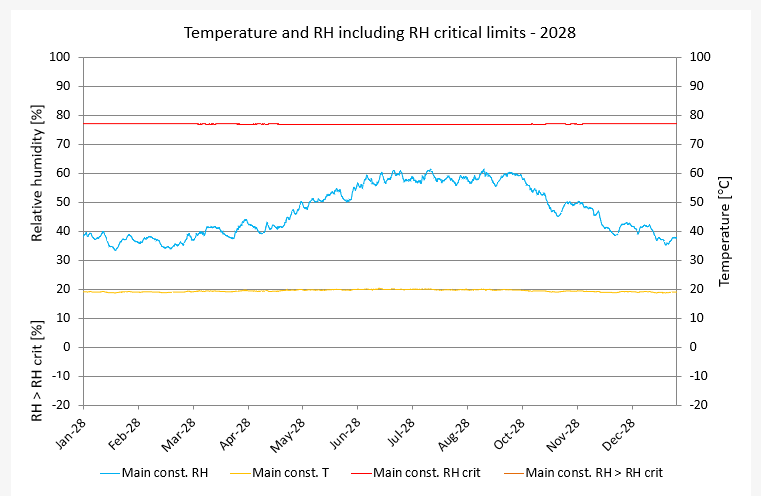 Temperature and RH including RH critical limits - 2028
Relative humidity [%]
RH > RH crit [%]
100
90
80
70
60
50
40
30
20
10
0
-10
-20
100
90
80
70
60
50
40
30
20
10
0
-10
-20
Temperature [°C]
Jan-28
Feb-28
Mar-28
Apr-28
May-28
Jun-28
Jul-28
Aug-28
Oct-28
Nov-28
Dec-28
Main const. RH
Main const. T
Main const. RH crit
Main const. RH > RH crit